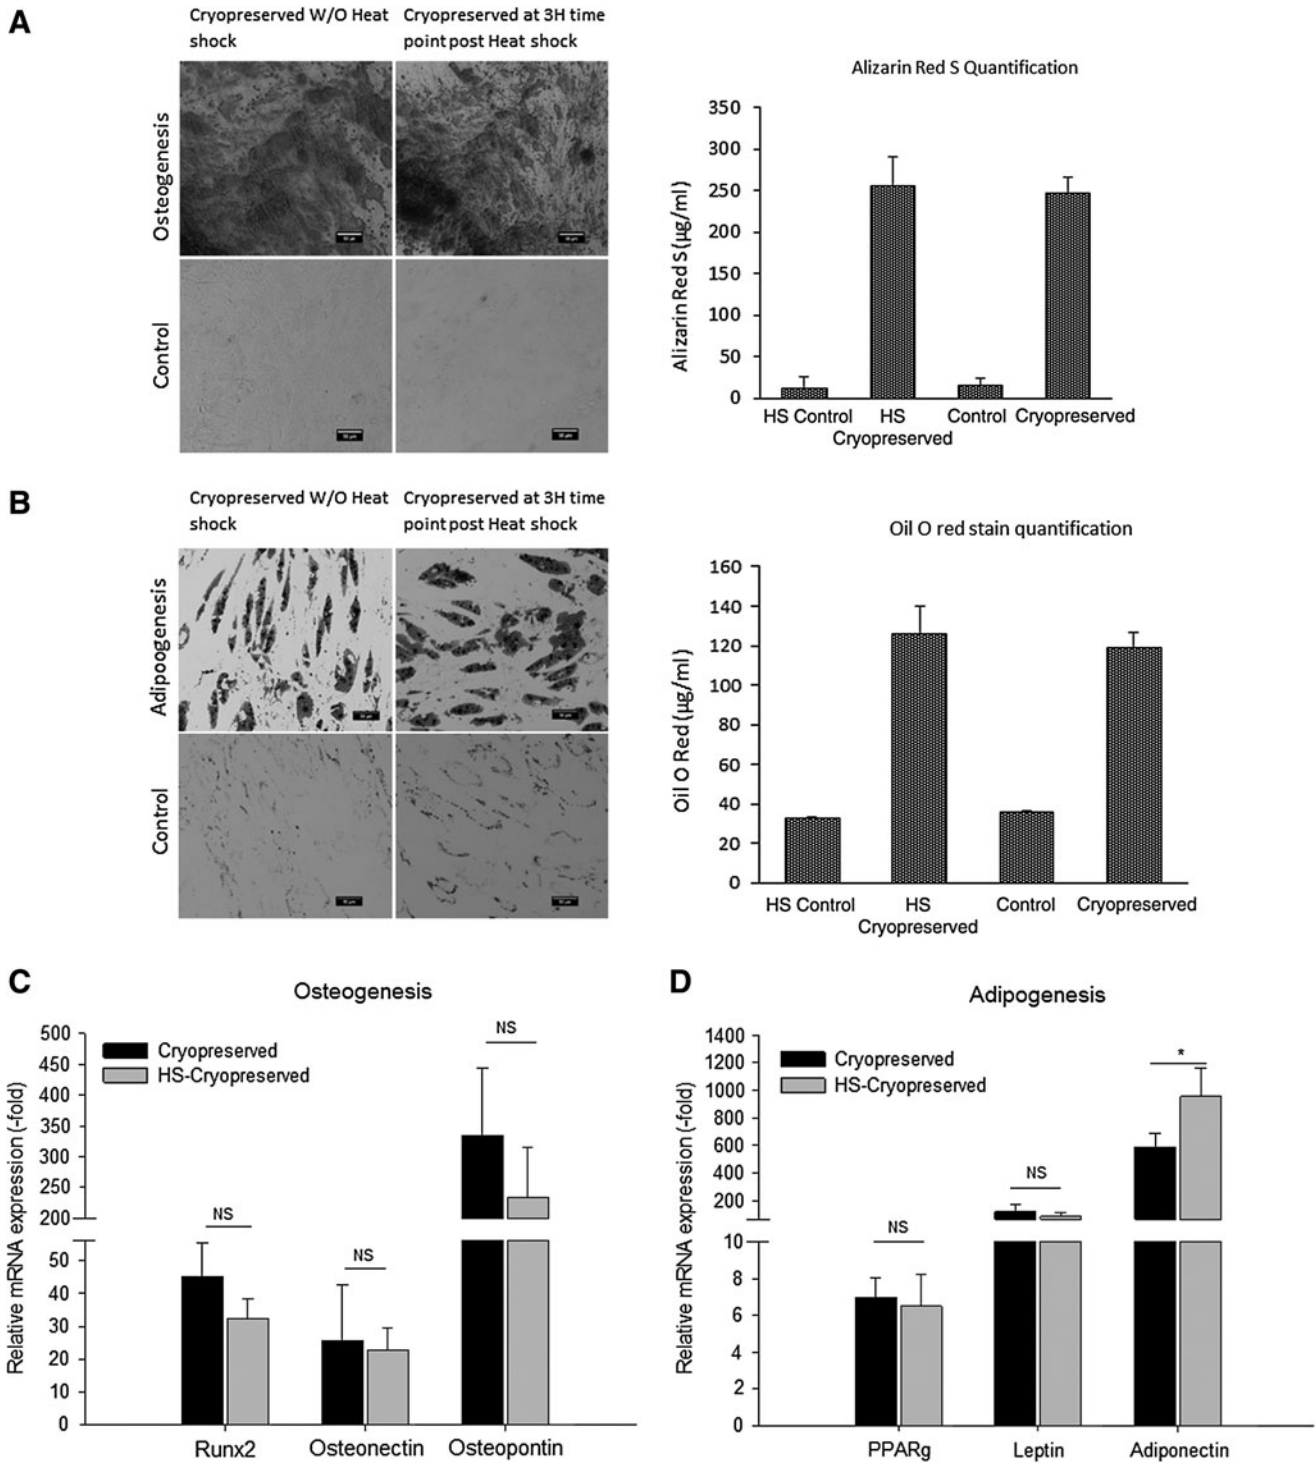 A
Cryopreserved W/O Heat
shock
Cryopreserved at 3H time
point post Heat shock
Osteogenesis
Control
Alizarin Red S Quantification
Alizarin Red S (µg/ml)
350
300
250
200
150
100
50
0
HS Control
HS
Cryopreserved
Control
Cryopreserved
B
Cryopreserved W/O Heat
shock
Cryopreserved at 3H time
point post Heat shock
Adipoogenesis
Control
Oil O red stain quantification
Oil O Red (µg/ml)
160
140
120
100
80
60
40
20
0
HS Control
HS
Cryopreserved
Control
Cryopreserved
C
Osteogenesis
Relative mRNA expression (-fold)
500
450
400
350
300
250
200
50
40
30
20
10
0
Cryopreserved
HS-Cryopreserved
NS
NS
NS
Runx2
Osteonectin
Osteopontin
D
Adipogenesis
Relative mRNA expression (-fold)
1400
1200
1000
800
600
400
200
10
8
6
4
2
0
Cryopreserved
HS-Cryopreserved
NS
NS
*
PPARg
Leptin
Adiponectin